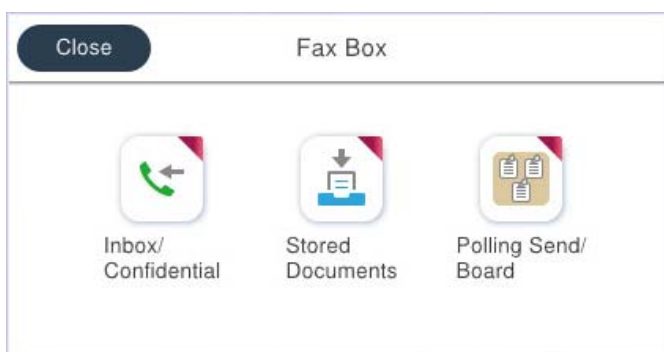 Close
Fax Box
Inbox/
Confidential
Stored
Documents
Polling Send/
Board